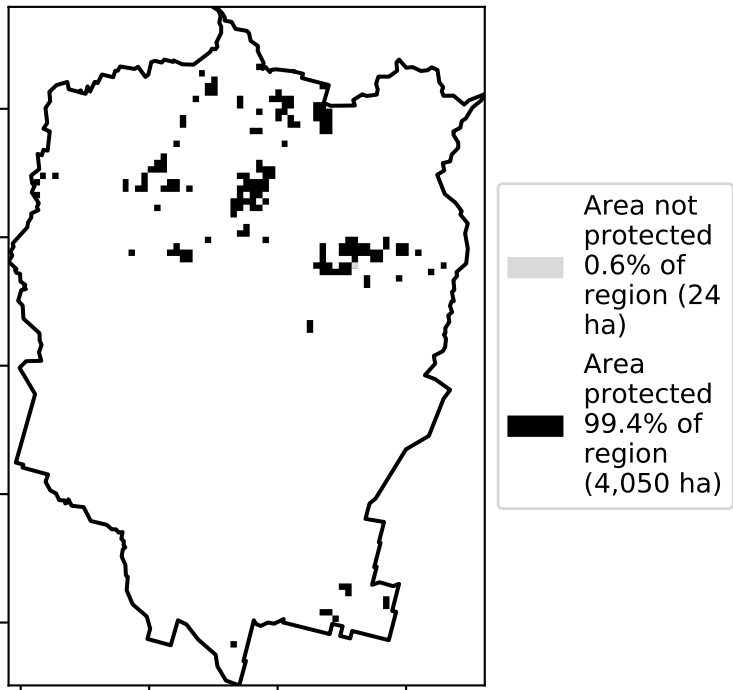 Area not
protected
0.6% of
region (24
ha)
Area
protected
99.4% of
region
(4,050 ha)